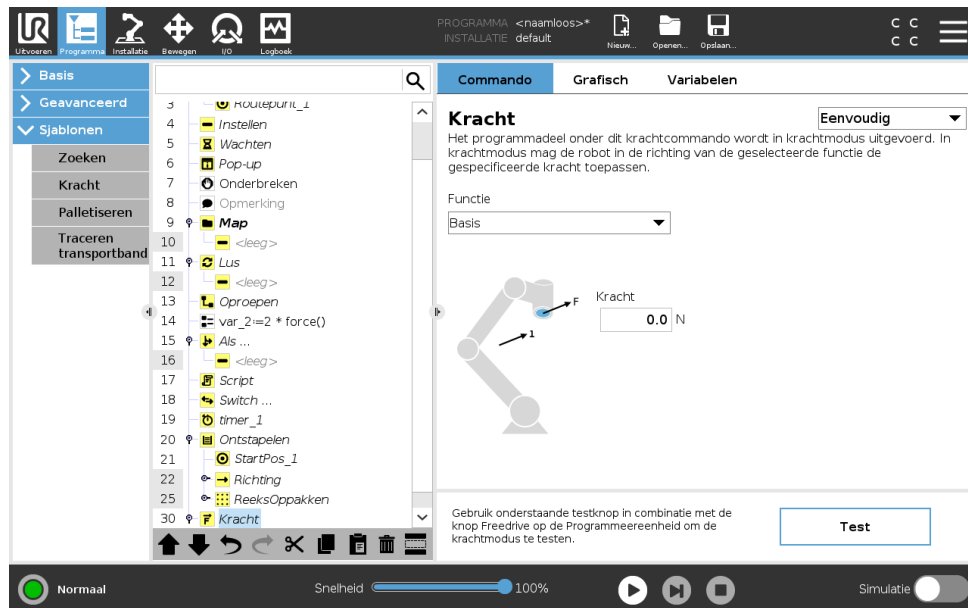 PROGRAMMA <naamloos>*
INSTALLATIE default
Uitvoeren Programma Installatie Bewegen I/O Logboek
Nieuw... Openen... Opslaan...
C C
C C
Basis
Geavanceerd
Sjablonen
Zoeken
Kracht
Palletiseren
Traceren
transportband
3 Routepunt_1
4 Instellen
5 Wachten
6 Pop-up
7 Onderbreken
8 Opmerking
9 Map
10 <leeg>
11 Lus
12 <leeg>
13 Oproepen
14 var_2:=2 * force()
15 Als ...
16 <leeg>
17 Script
18 Switch ...
19 timer_1
20 Ontstapelen
21 StartPos_1
22 Richting
25 ReeksOppakken
30 Kracht
Commando Grafisch Variabelen
Kracht
Eenvoudig
Het programmadeel onder dit krachtcommando wordt in krachtmodus uitgevoerd. In
krachtmodus mag de robot in de richting van de geselecteerde functie de
gespecificeerde kracht toepassen.
Functie
Basis
F
1
Kracht
0.0 N
Gebruik onderstaande testknop in combinatie met de
knop Freedrive op de Programmeereenheid om de
krachtmodus te testen.
Test
Normaal
Snelheid 100%
Simulatie